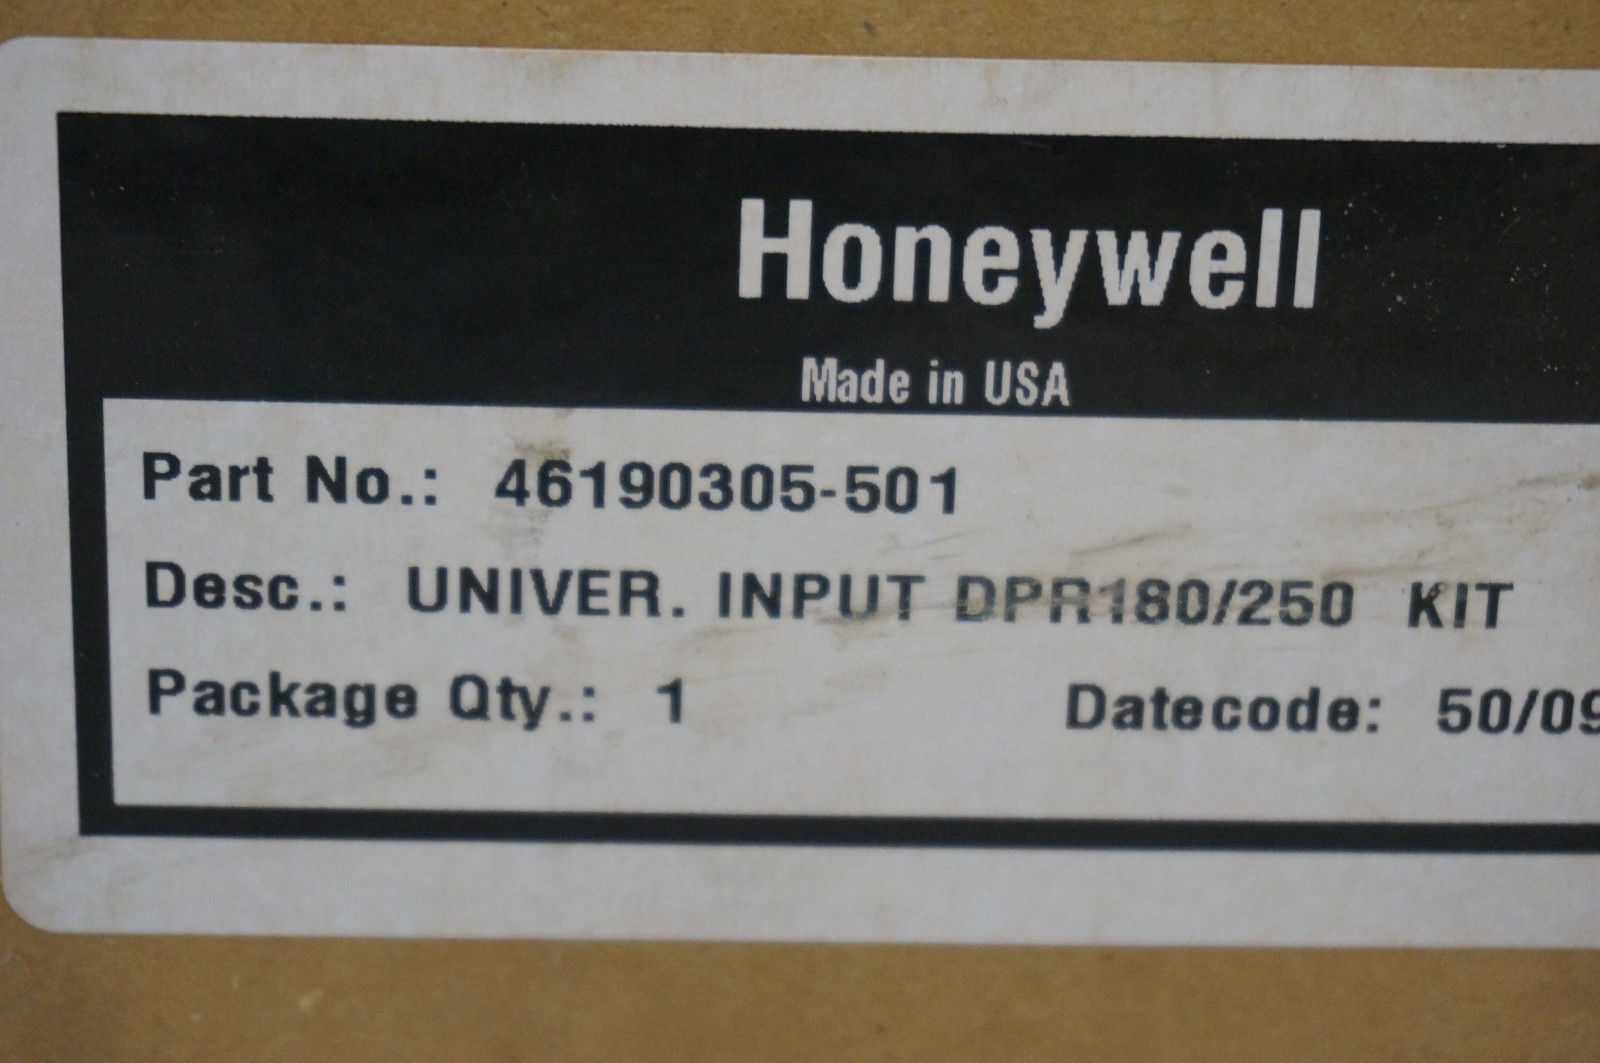 Honeywell
Made in USA
Part No.: 46190305-501
Desc.: UNIVER. INPUT DPR180/250 KIT
Package Qty.: 1 Datecode: 50/09